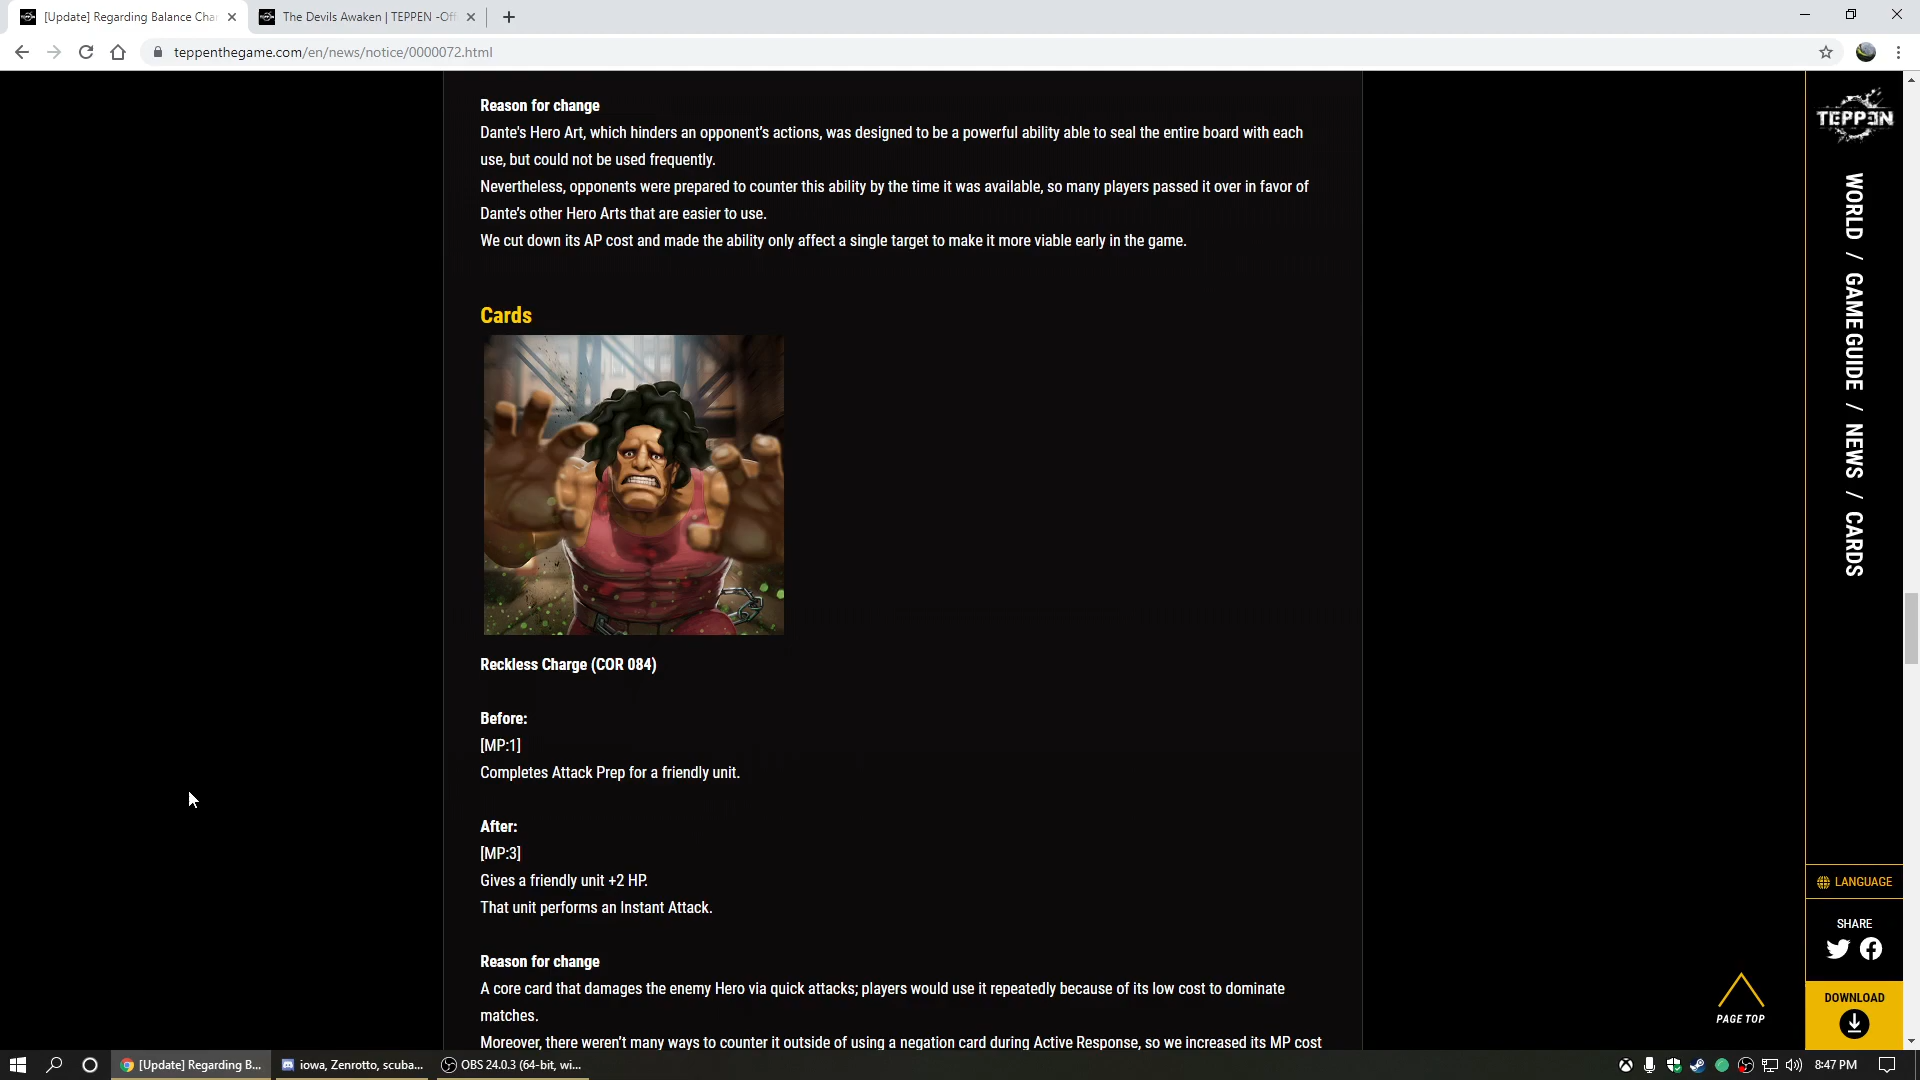 [Update] Regarding Balance Chan
The Devils Awaken | TEPPEN -Offi
teppenthegame.com/en/news/notice/0000072.html
Reason for change
Dante's Hero Art, which hinders an opponent's actions, was designed to be a powerful ability able to seal the entire board with each
use, but could not be used frequently.
Nevertheless, opponents were prepared to counter this ability by the time it was available, so many players passed it over in favor of
Dante's other Hero Arts that are easier to use.
We cut down its AP cost and made the ability only affect a single target to make it more viable early in the game.
Cards
Reckless Charge (COR 084)
Before:
[MP:1]
Completes Attack Prep for a friendly unit.
After:
[MP:3]
Gives a friendly unit +2 HP.
That unit performs an Instant Attack.
Reason for change
A core card that damages the enemy Hero via quick attacks; players would use it repeatedly because of its low cost to dominate
matches.
Moreover, there weren't many ways to counter it outside of using a negation card during Active Response, so we increased its MP cost
TEPPEN
WORLD / GAME GUIDE / NEWS / CARDS
LANGUAGE
SHARE
DOWNLOAD
PAGE TOP
[Update] Regarding B...
iowa, Zenrotto, scuba...
OBS 24.0.3 (64-bit, wi...
8:47 PM